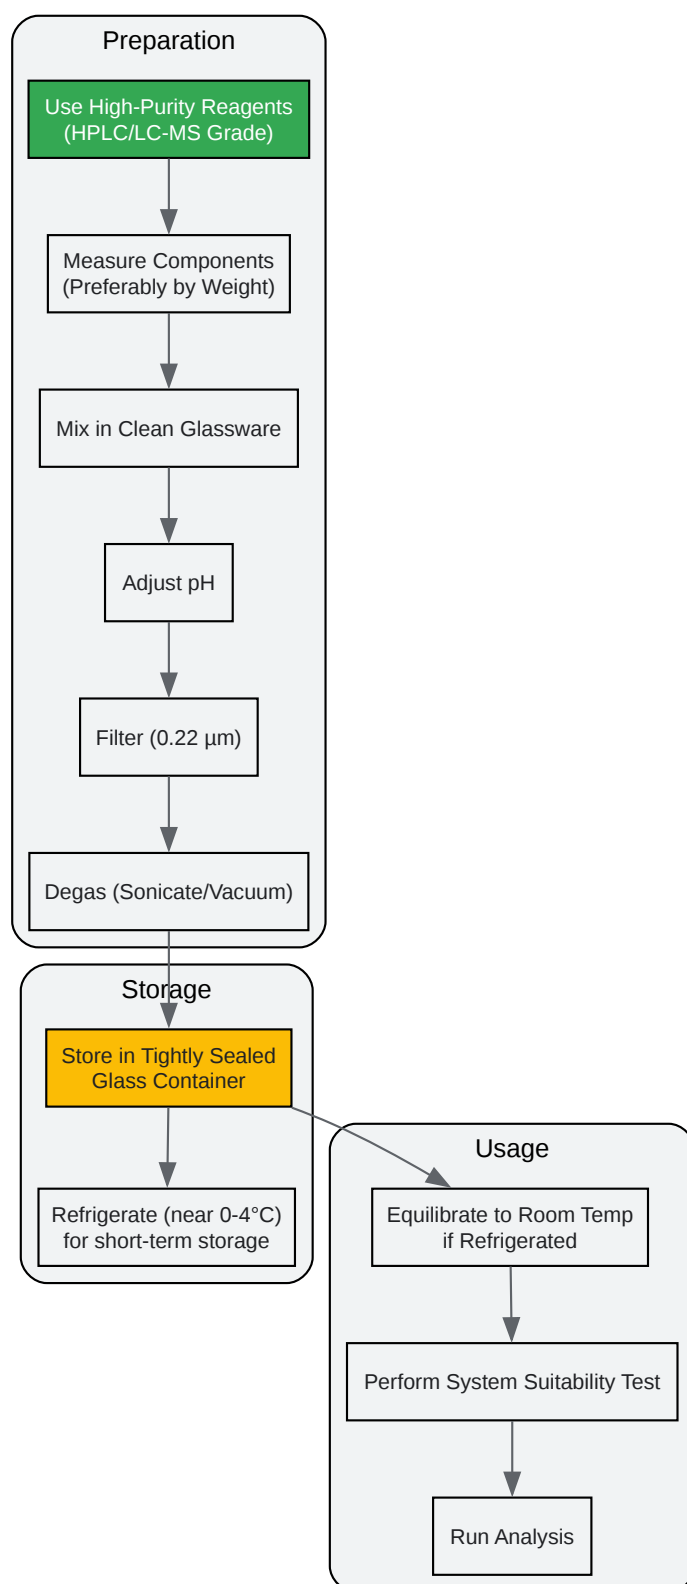 Preparation
Use High-Purity Reagents
(HPLC/LC-MS Grade)
Measure Components
(Preferably by Weight)
Mix in Clean Glassware
Adjust pH
Filter (0.22 µm)
Degas (Sonicate/Vacuum)
Storage
Store in Tightly Sealed
Glass Container
Refrigerate (near 0-4°C)
for short-term storage
Usage
Equilibrate to Room Temp
if Refrigerated
Perform System Suitability Test
Run Analysis